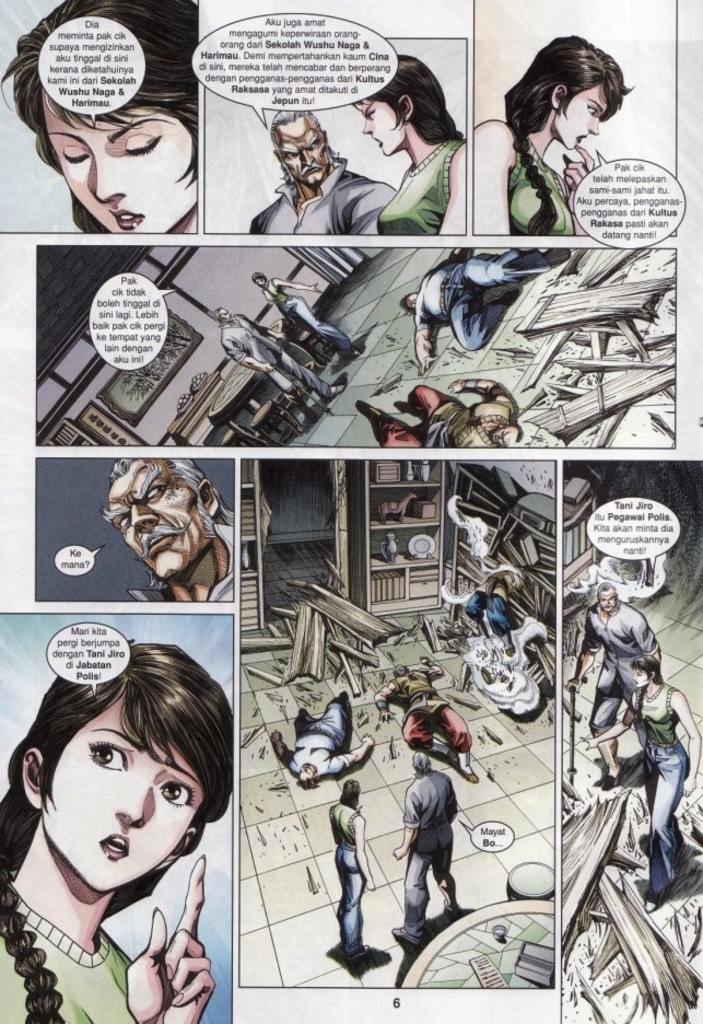 Dia
meminta pak cik
supaya mengizinkan
aku tinggal di sini
kerana diketahuinya
kami ini dari Sekolah
Wushu Naga &
Harimau.
Aku juga amat
mengagumi keperwiraan orang-
orang dari Sekolah Wushu Naga &
Harimau. Demi mempertahankan kaum Cina
di sini, mereka telah mencabar dan berperang
dengan pengganas-pengganas dari Kultus
Raksasa yang amat ditakuti di
Jepun itu!
Pak cik
telah melepaskan
sami-sami jahat itu.
Aku percaya, pengganas-
pengganas dari Kultus
Rakasa pasti akan
datang nanti!
Pak
cik tidak
boleh tinggal di
sini lagi. Lebih
baik pak cik pergi
ke tempat yang
lain dengan
aku ini!
Ke
mana?
Mari kita
pergi berjumpa
dengan Tani Jiro
di Jabatan
Polis!
Mayat
Bo...
Tani Jiro
itu Pegawai Polis.
Kita akan minta dia
menguruskannya
nanti!
6